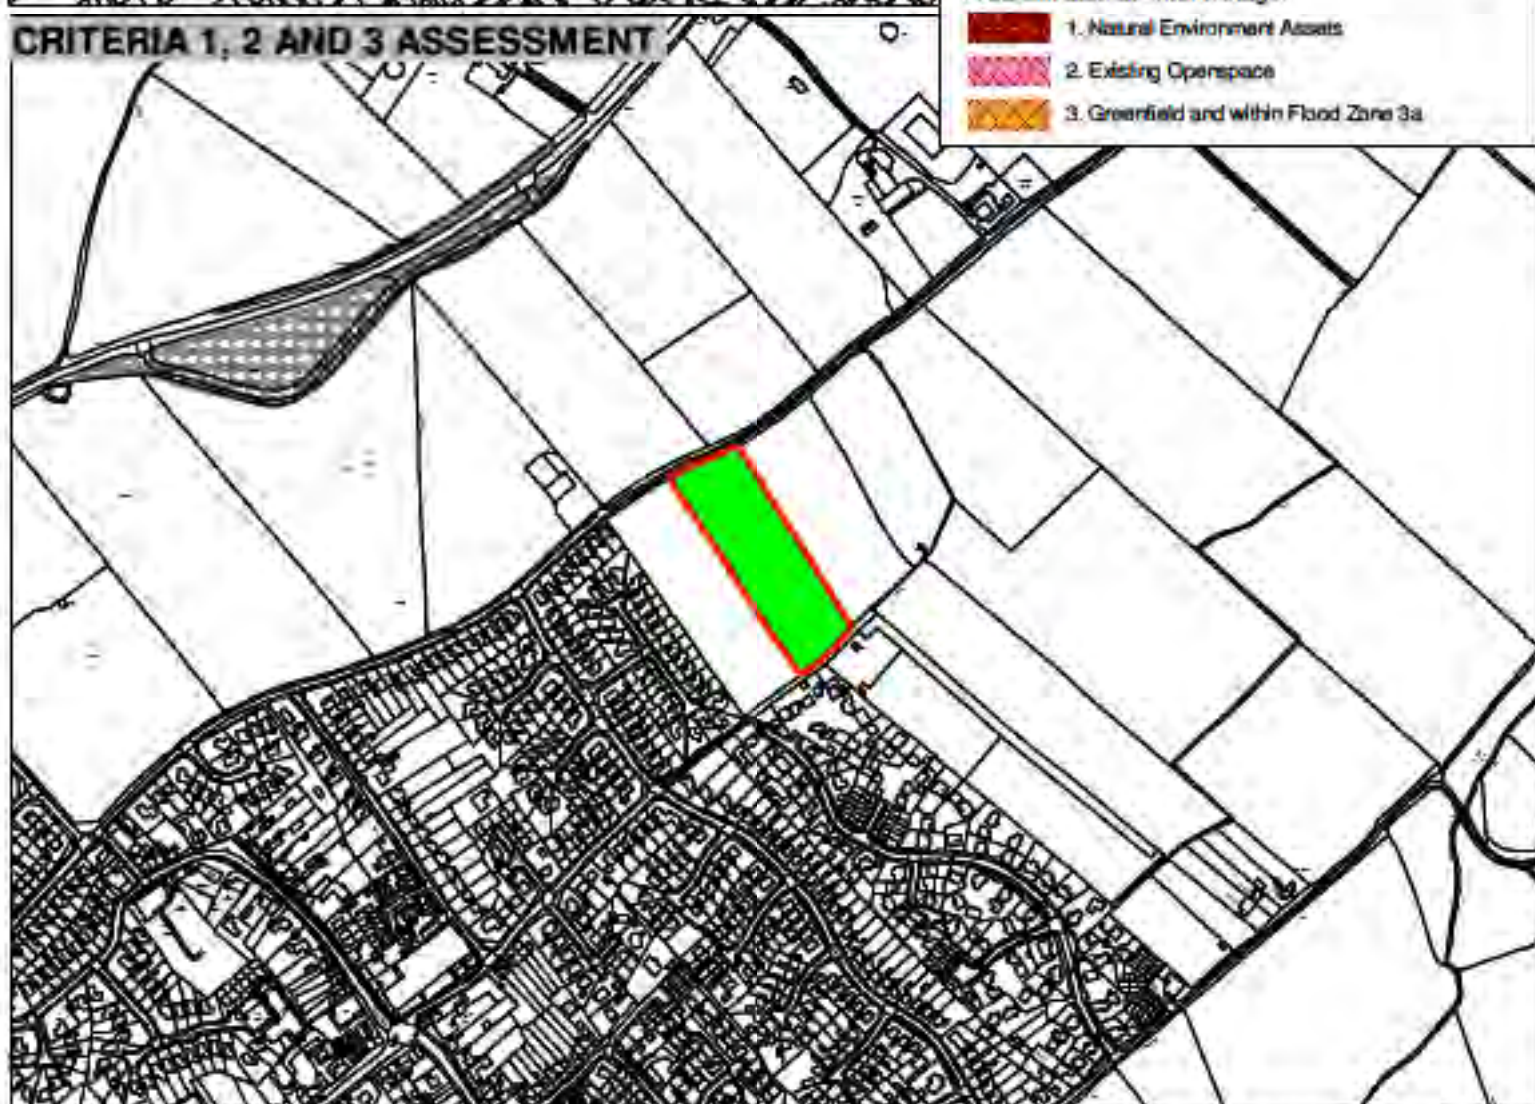 CRITERIA 1, 2 AND 3 ASSESSMENT
1. Natural Environment Assets
2. Existing Openspace
3. Greenfield and within Flood Zone 3a